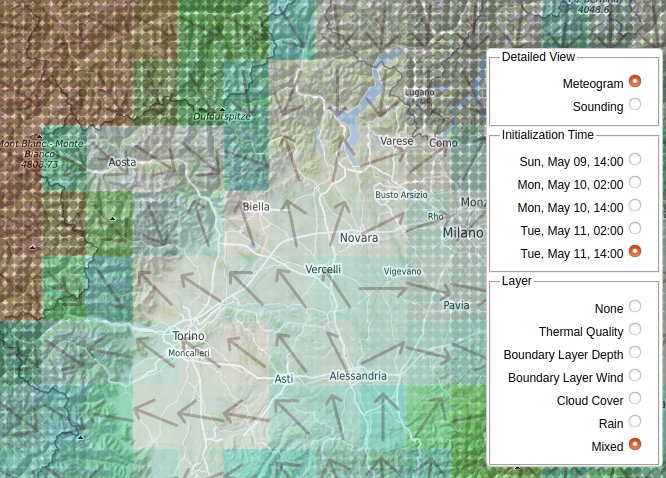 4048.6
Detailed View
Meteogram
Sounding
Lugano
Dufourspitze
Mont Blanc - Monte
Bianco
4808.73
Aosta
Varese
Como
Initialization Time
Sun, May 09, 14:00
Mon, May 10, 02:00
Mon, May 10, 14:00
Tue, May 11, 02:00
Tue, May 11, 14:00
Busto Arsizio
Monz
Biella
Rho
Milano
Novara
Vercelli
Vigevano
Pavia
Torino
Moncalieri
Asti
Alessandria
Layer
None
Thermal Quality
Boundary Layer Depth
Boundary Layer Wind
Cloud Cover
Rain
Mixed